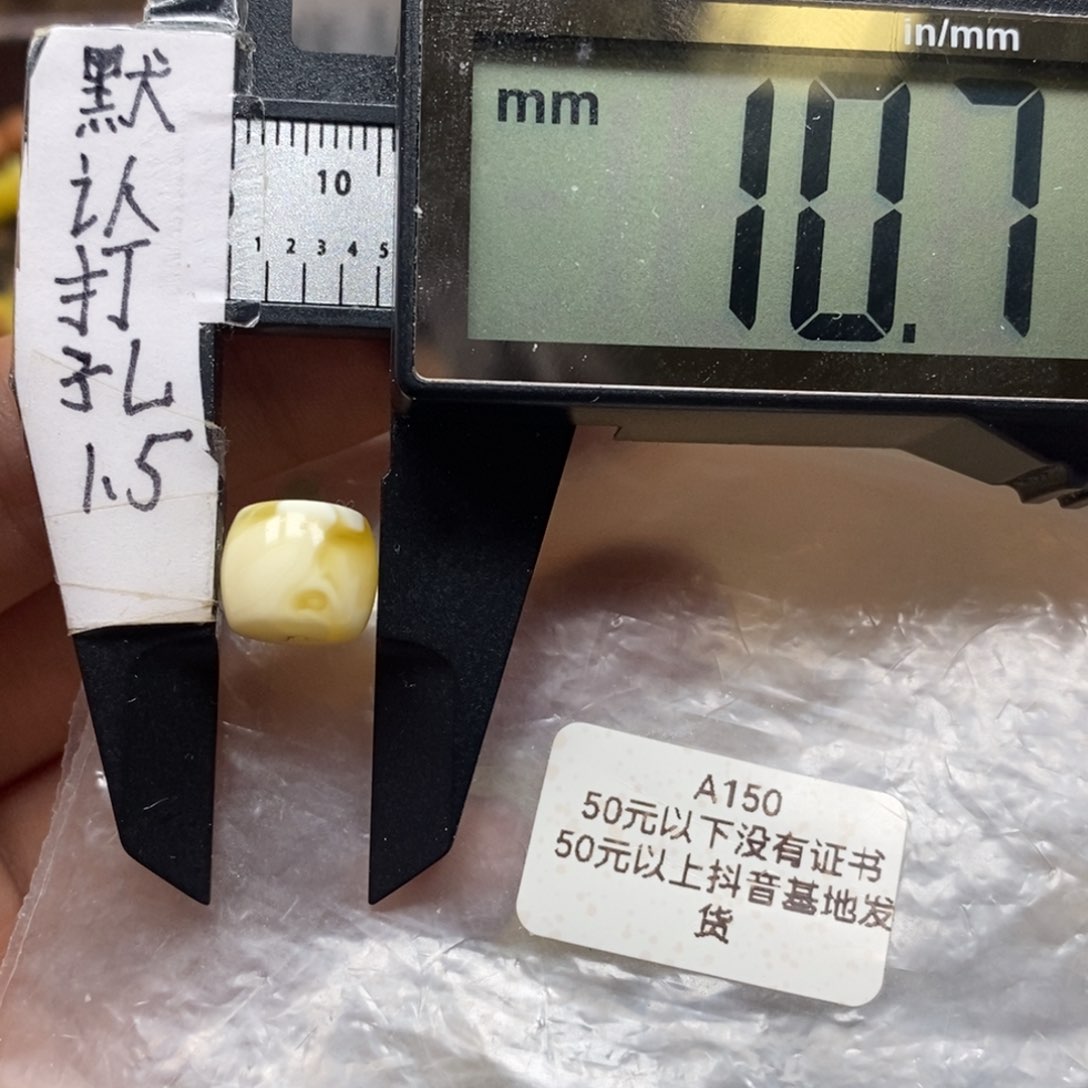 默
认
打
孔
1.5
in/mm
mm
10.7
10
1 2 3 4 5
A150
50元以下没有证书
50元以上抖音基地发
货